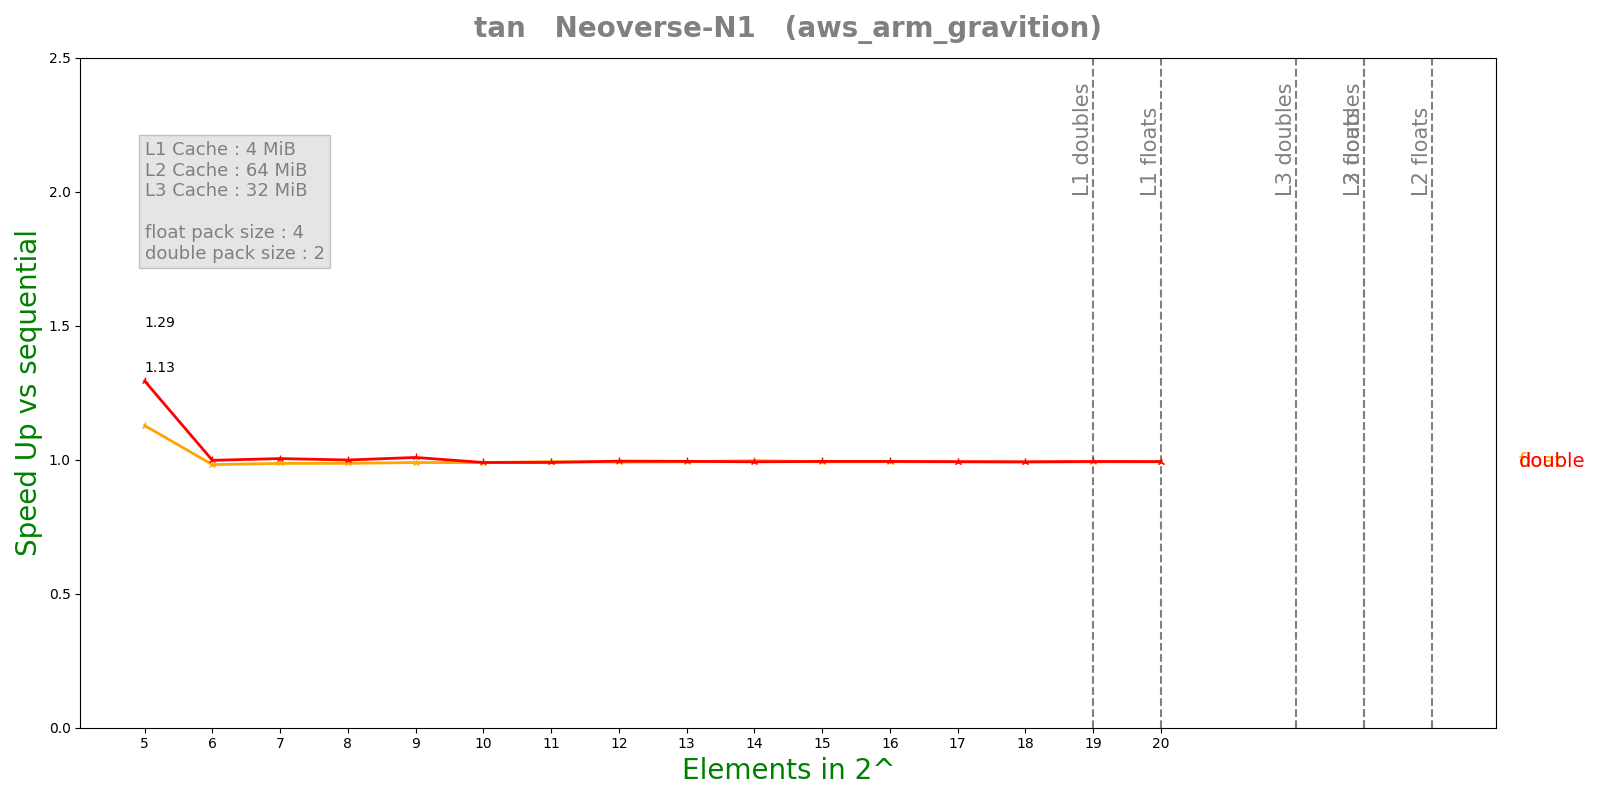 tan Neoverse-N1 (aws_arm_gravition)
Speed Up vs sequential
2.5
2.0
1.5
1.0
0.5
0.0
L1 Cache : 4 MiB
L2 Cache : 64 MiB
L3 Cache : 32 MiB
float pack size : 4
double pack size : 2
1.29
1.13
L1 doubles
L1 floats
L3 doubles
L2 floats
double
5 6 7 8 9 10 11 12 13 14 15 16 17 18 19 20
Elements in 2^